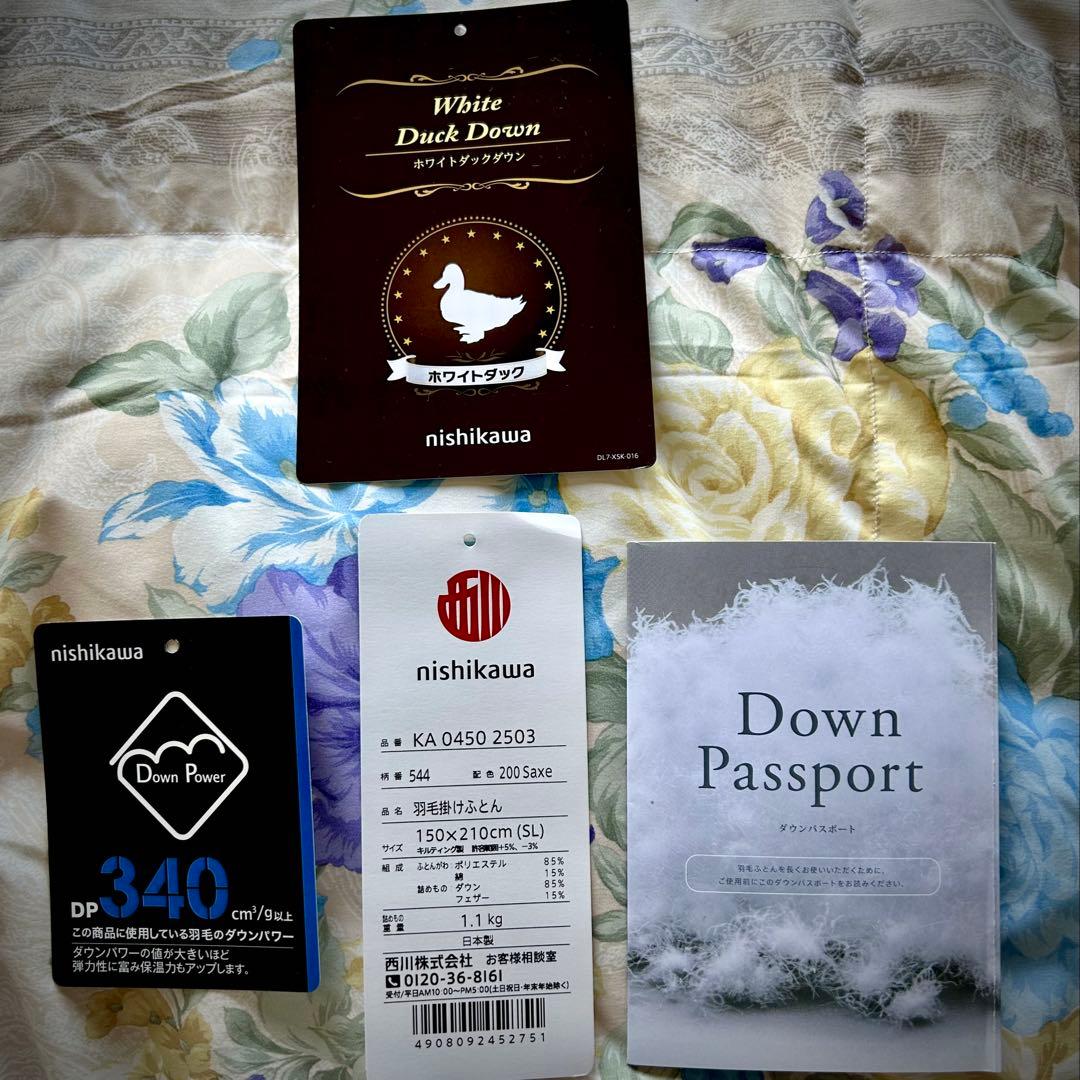 White
Duck Down
ホワイトダックダウン
ホワイトダック
nishikawa
DL7-XSK-016
nishikawa
Down Power
DP340cm³/g以上
この商品に使用している羽毛のダウンパワー
ダウンパワーの値が大きいほど
弾力性に富み保温力もアップします。
西川
nishikawa
品番 KA 0450 2503
柄番 544 配色 200 Saxe
品名 羽毛掛けふとん
150×210cm (SL)
サイズ キルティング製 許容範囲+5%、-3%
組成 ふとんがわ ポリエステル 85%
綿 15%
詰めもの ダウン 85%
フェザー 15%
詰めもの重量 1.1 kg
日本製
西川株式会社 お客様相談室
0120-36-8161
受付/平日AM10:00〜PM5:00(土日祝日・年末年始除く)
4908092452751
Down
Passport
ダウンパスポート
羽毛ふとんを長くお使いいただくために、
ご使用前にこのダウンパスポートをお読みください。